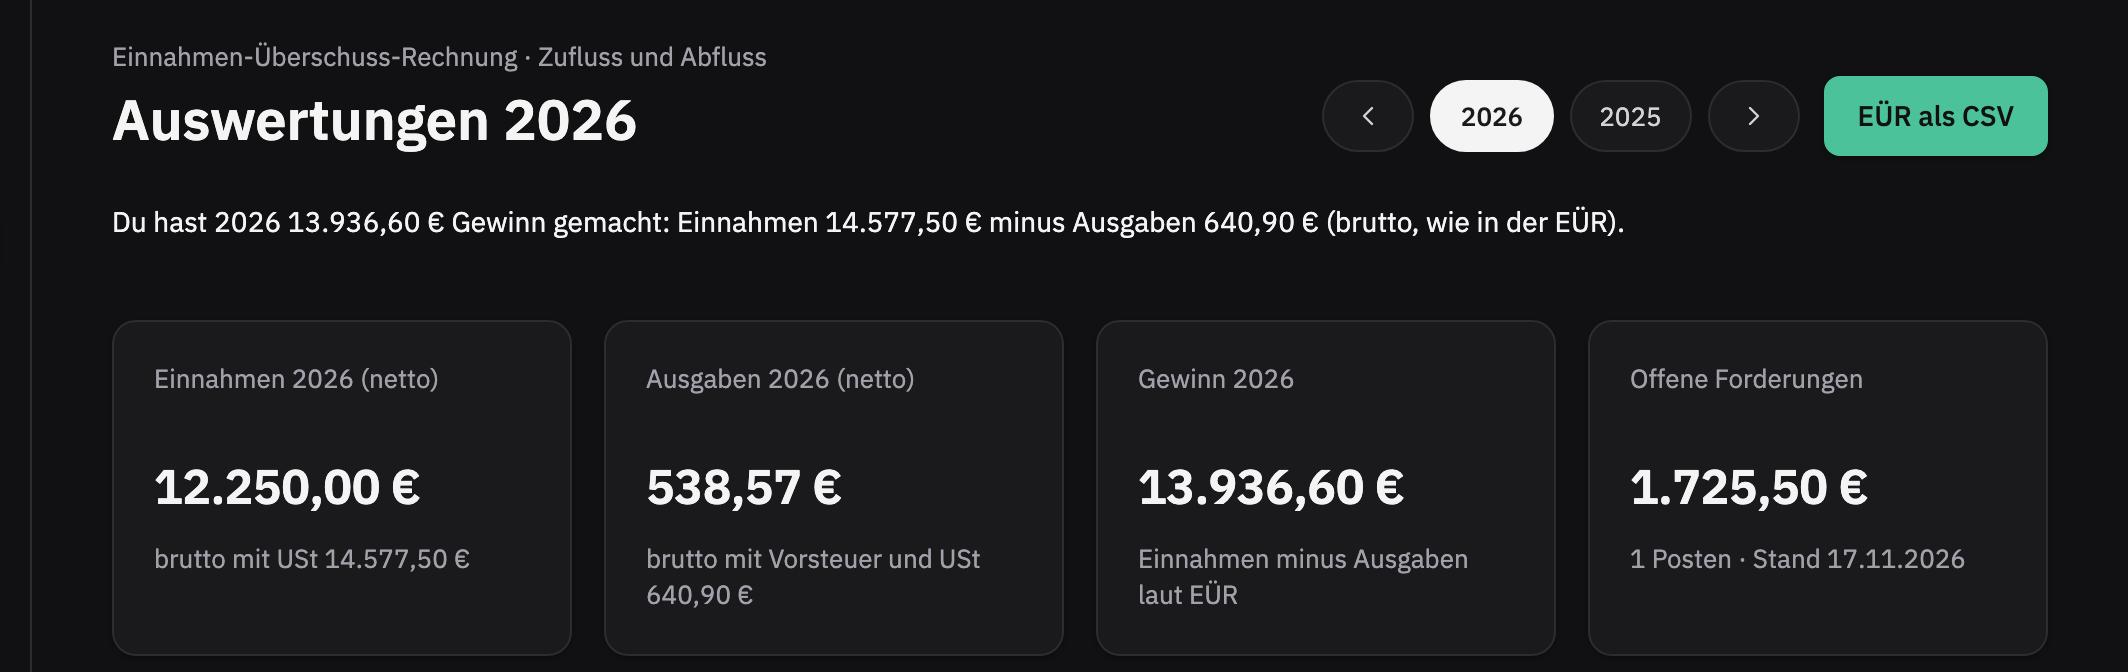 Einnahmen-Überschuss-Rechnung · Zufluss und Abfluss
Auswertungen 2026
2026
2025
EÜR als CSV
Du hast 2026 13.936,60 € Gewinn gemacht: Einnahmen 14.577,50 € minus Ausgaben 640,90 € (brutto, wie in der EÜR).
Einnahmen 2026 (netto)
12.250,00 €
brutto mit USt 14.577,50 €
Ausgaben 2026 (netto)
538,57 €
brutto mit Vorsteuer und USt
640,90 €
Gewinn 2026
13.936,60 €
Einnahmen minus Ausgaben
laut EÜR
Offene Forderungen
1.725,50 €
1 Posten · Stand 17.11.2026